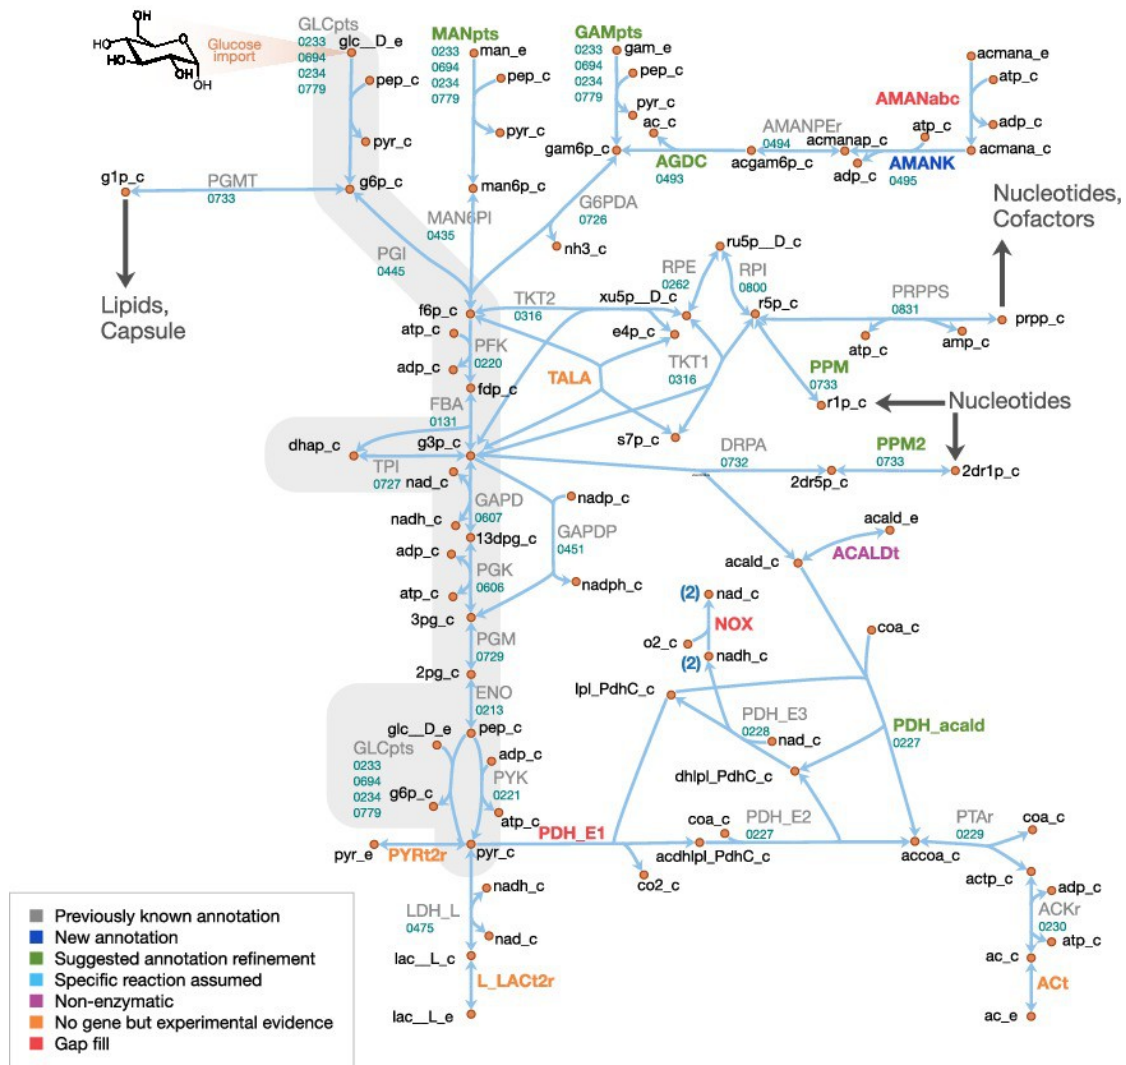 HO
OH
HO
HO
OH
OH
Glucose
import
GLCpts
0233
0694
0234
0779
glc__D_e
pep_c
pyr_c
g6p_c
MANpts
0233
0694
0234
0779
man_e
pep_c
pyr_c
man6p_c
GAMpts
0233
0694
0234
0779
gam_e
pep_c
pyr_c
ac_c
gam6p_c
AGDC
0493
acgam6p_c
AMANPEr
0494
acmanap_c
adp_c
atp_c
AMANK
0495
AMANabc
acmana_e
atp_c
adp_c
acmana_c
g1p_c
PGMT
0733
Lipids,
Capsule
MAN6PI
0435
PGI
0445
G6PDA
0726
nh3_c
Nucleotides,
Cofactors
ru5p__D_c
RPE
0262
RPI
0800
f6p_c
TKT2
0316
xu5p__D_c
e4p_c
r5p_c
PRPPS
0831
prpp_c
atp_c
amp_c
atp_c
adp_c
PFK
0220
fdp_c
TALA
TKT1
0316
PPM
0733
r1p_c
Nucleotides
FBA
0131
dhap_c
g3p_c
s7p_c
TPI
0727
DRPA
0732
PPM2
0733
2dr5p_c
2dr1p_c
nad_c
nadh_c
GAPD
0607
13dpg_c
nadp_c
GAPDP
0451
nadph_c
adp_c
atp_c
PGK
0606
3pg_c
acald_e
ACALDt
acald_c
PGM
0729
2pg_c
(2)
nad_c
NOX
o2_c
(2)
nadh_c
coa_c
ENO
0213
pep_c
lpl_PdhC_c
PDH_E3
0228
nad_c
PDH_acald
0227
dhlpl_PdhC_c
glc__D_e
GLCpts
0233
0694
0234
0779
g6p_c
adp_c
PYK
0221
atp_c
pyr_e
PYRt2r
pyr_c
PDH_E1
co2_c
coa_c
acdhlpl_PdhC_c
PDH_E2
0227
accoa_c
PTAr
0229
coa_c
actp_c
adp_c
ACKr
0230
atp_c
ac_c
ACt
ac_e
nadh_c
LDH_L
0475
nad_c
lac__L_c
L_LACt2r
lac__L_e
Previously known annotation
New annotation
Suggested annotation refinement
Specific reaction assumed
Non-enzymatic
No gene but experimental evidence
Gap fill